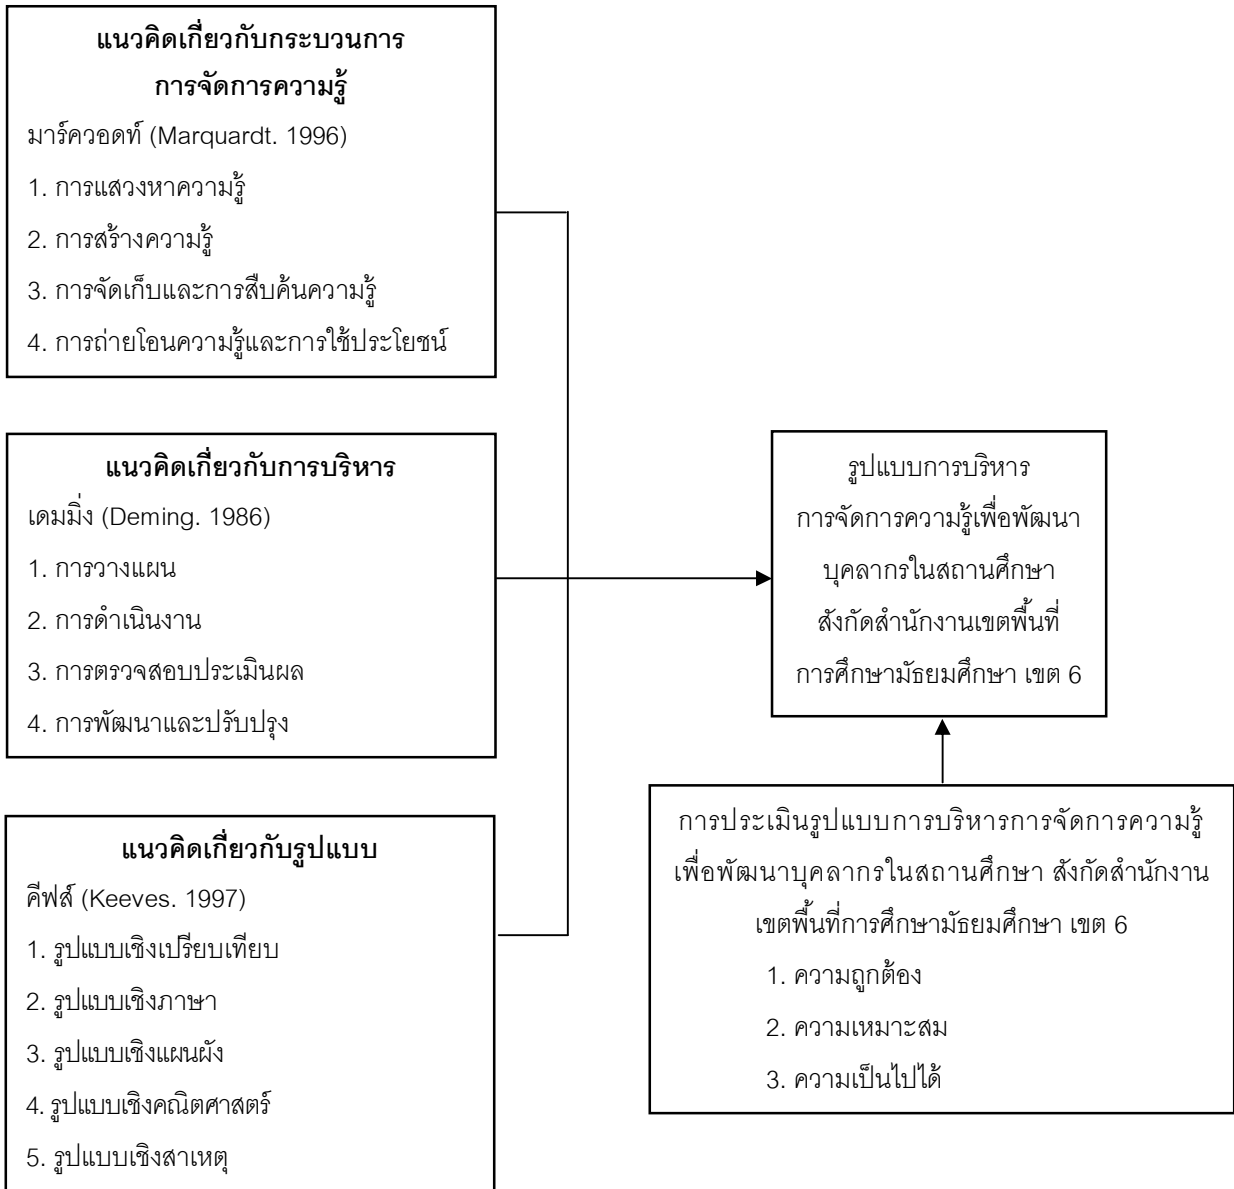 แนวคิดเกี่ยวกับกระบวนการ
การจัดการความรู้
มาร์ควอดท์ (Marquardt. 1996)
1. การแสวงหาความรู้
2. การสร้างความรู้
3. การจัดเก็บและการสืบค้นความรู้
4. การถ่ายโอนความรู้และการใช้ประโยชน์
แนวคิดเกี่ยวกับการบริหาร
เดมมิ่ง (Deming. 1986)
1. การวางแผน
2. การดำเนินงาน
3. การตรวจสอบประเมินผล
4. การพัฒนาและปรับปรุง
แนวคิดเกี่ยวกับรูปแบบ
คีฟส์ (Keeves. 1997)
1. รูปแบบเชิงเปรียบเทียบ
2. รูปแบบเชิงภาษา
3. รูปแบบเชิงแผนผัง
4. รูปแบบเชิงคณิตศาสตร์
5. รูปแบบเชิงสาเหตุ
รูปแบบการบริหาร
การจัดการความรู้เพื่อพัฒนา
บุคลากรในสถานศึกษา
สังกัดสำนักงานเขตพื้นที่
การศึกษามัธยมศึกษา เขต 6
การประเมินรูปแบบการบริหารการจัดการความรู้
เพื่อพัฒนาบุคลากรในสถานศึกษา สังกัดสำนักงาน
เขตพื้นที่การศึกษามัธยมศึกษา เขต 6
1. ความถูกต้อง
2. ความเหมาะสม
3. ความเป็นไปได้